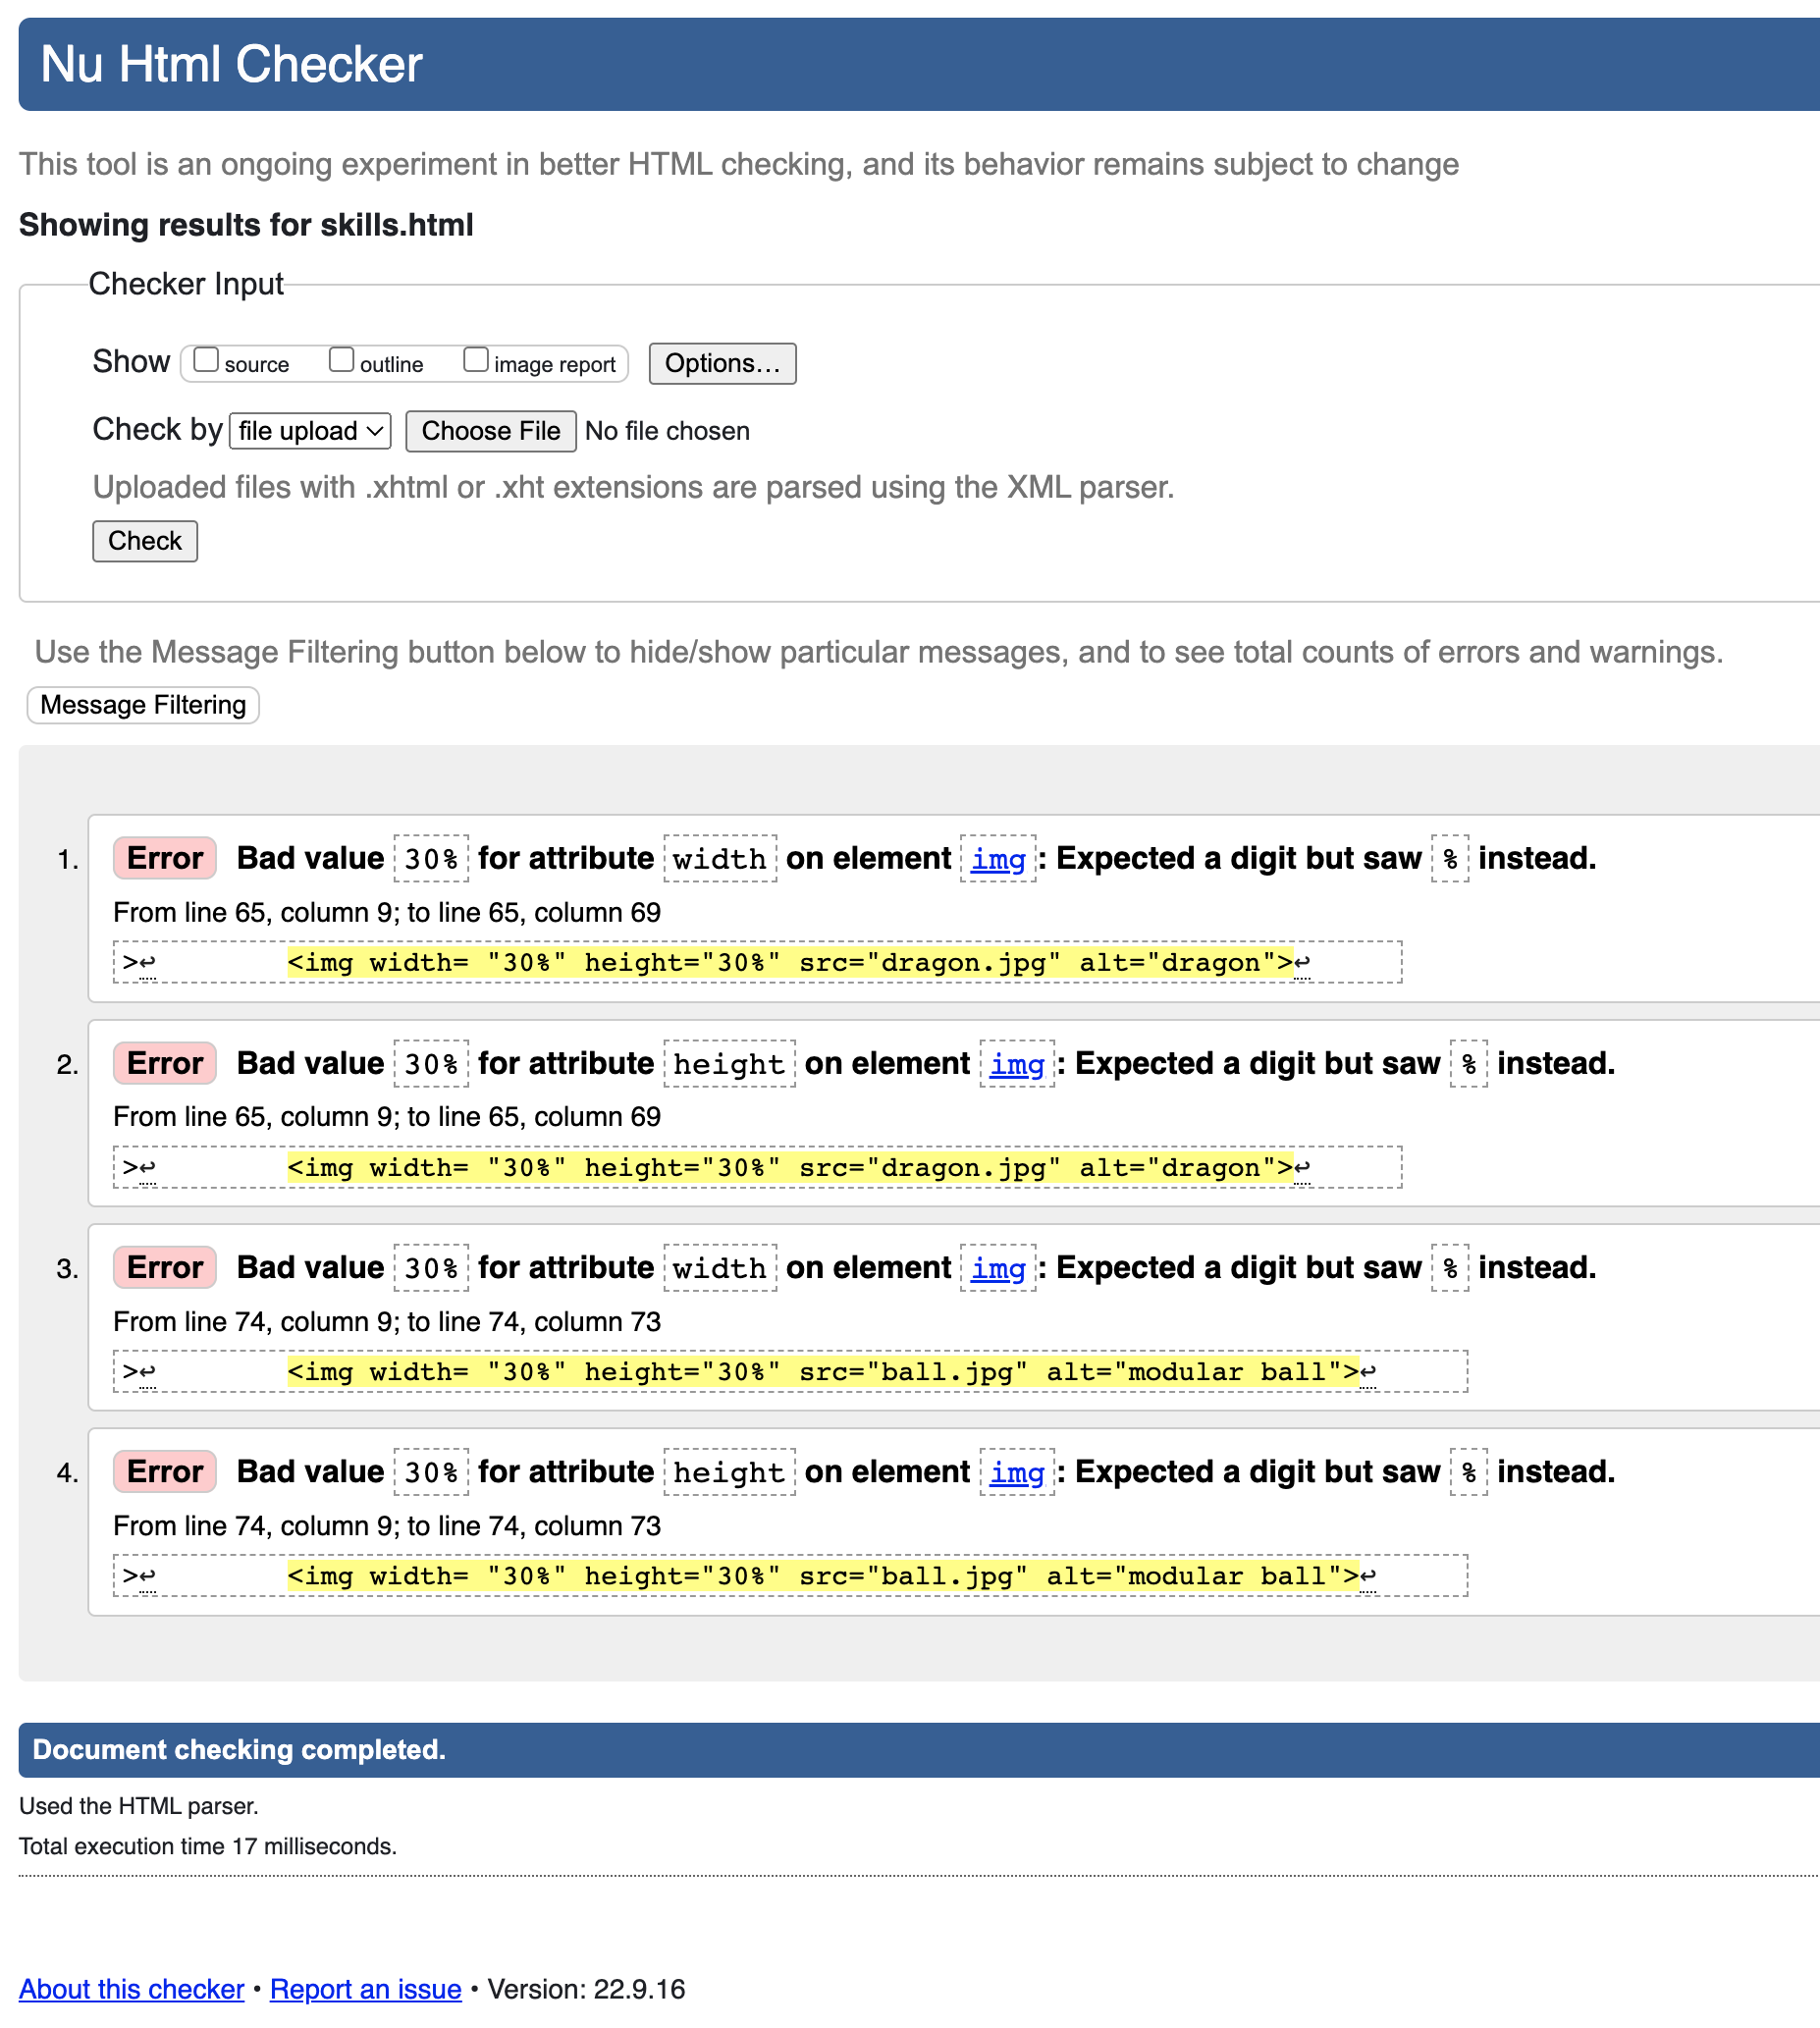 Nu Html Checker
This tool is an ongoing experiment in better HTML checking, and its behavior remains subject to change
Showing results for skills.html
Checker Input
Show source outline image report Options...
Check by file upload Choose File No file chosen
Uploaded files with .xhtml or .xht extensions are parsed using the XML parser.
Check
Use the Message Filtering button below to hide/show particular messages, and to see total counts of errors and warnings.
Message Filtering
1. Error Bad value 30% for attribute width on element img: Expected a digit but saw % instead.
From line 65, column 9; to line 65, column 69
>↩ <img width= "30%" height="30%" src="dragon.jpg" alt="dragon">↩
2. Error Bad value 30% for attribute height on element img: Expected a digit but saw % instead.
From line 65, column 9; to line 65, column 69
>↩ <img width= "30%" height="30%" src="dragon.jpg" alt="dragon">↩
3. Error Bad value 30% for attribute width on element img: Expected a digit but saw % instead.
From line 74, column 9; to line 74, column 73
>↩ <img width= "30%" height="30%" src="ball.jpg" alt="modular ball">↩
4. Error Bad value 30% for attribute height on element img: Expected a digit but saw % instead.
From line 74, column 9; to line 74, column 73
>↩ <img width= "30%" height="30%" src="ball.jpg" alt="modular ball">↩
Document checking completed.
Used the HTML parser.
Total execution time 17 milliseconds.
About this checker • Report an issue • Version: 22.9.16